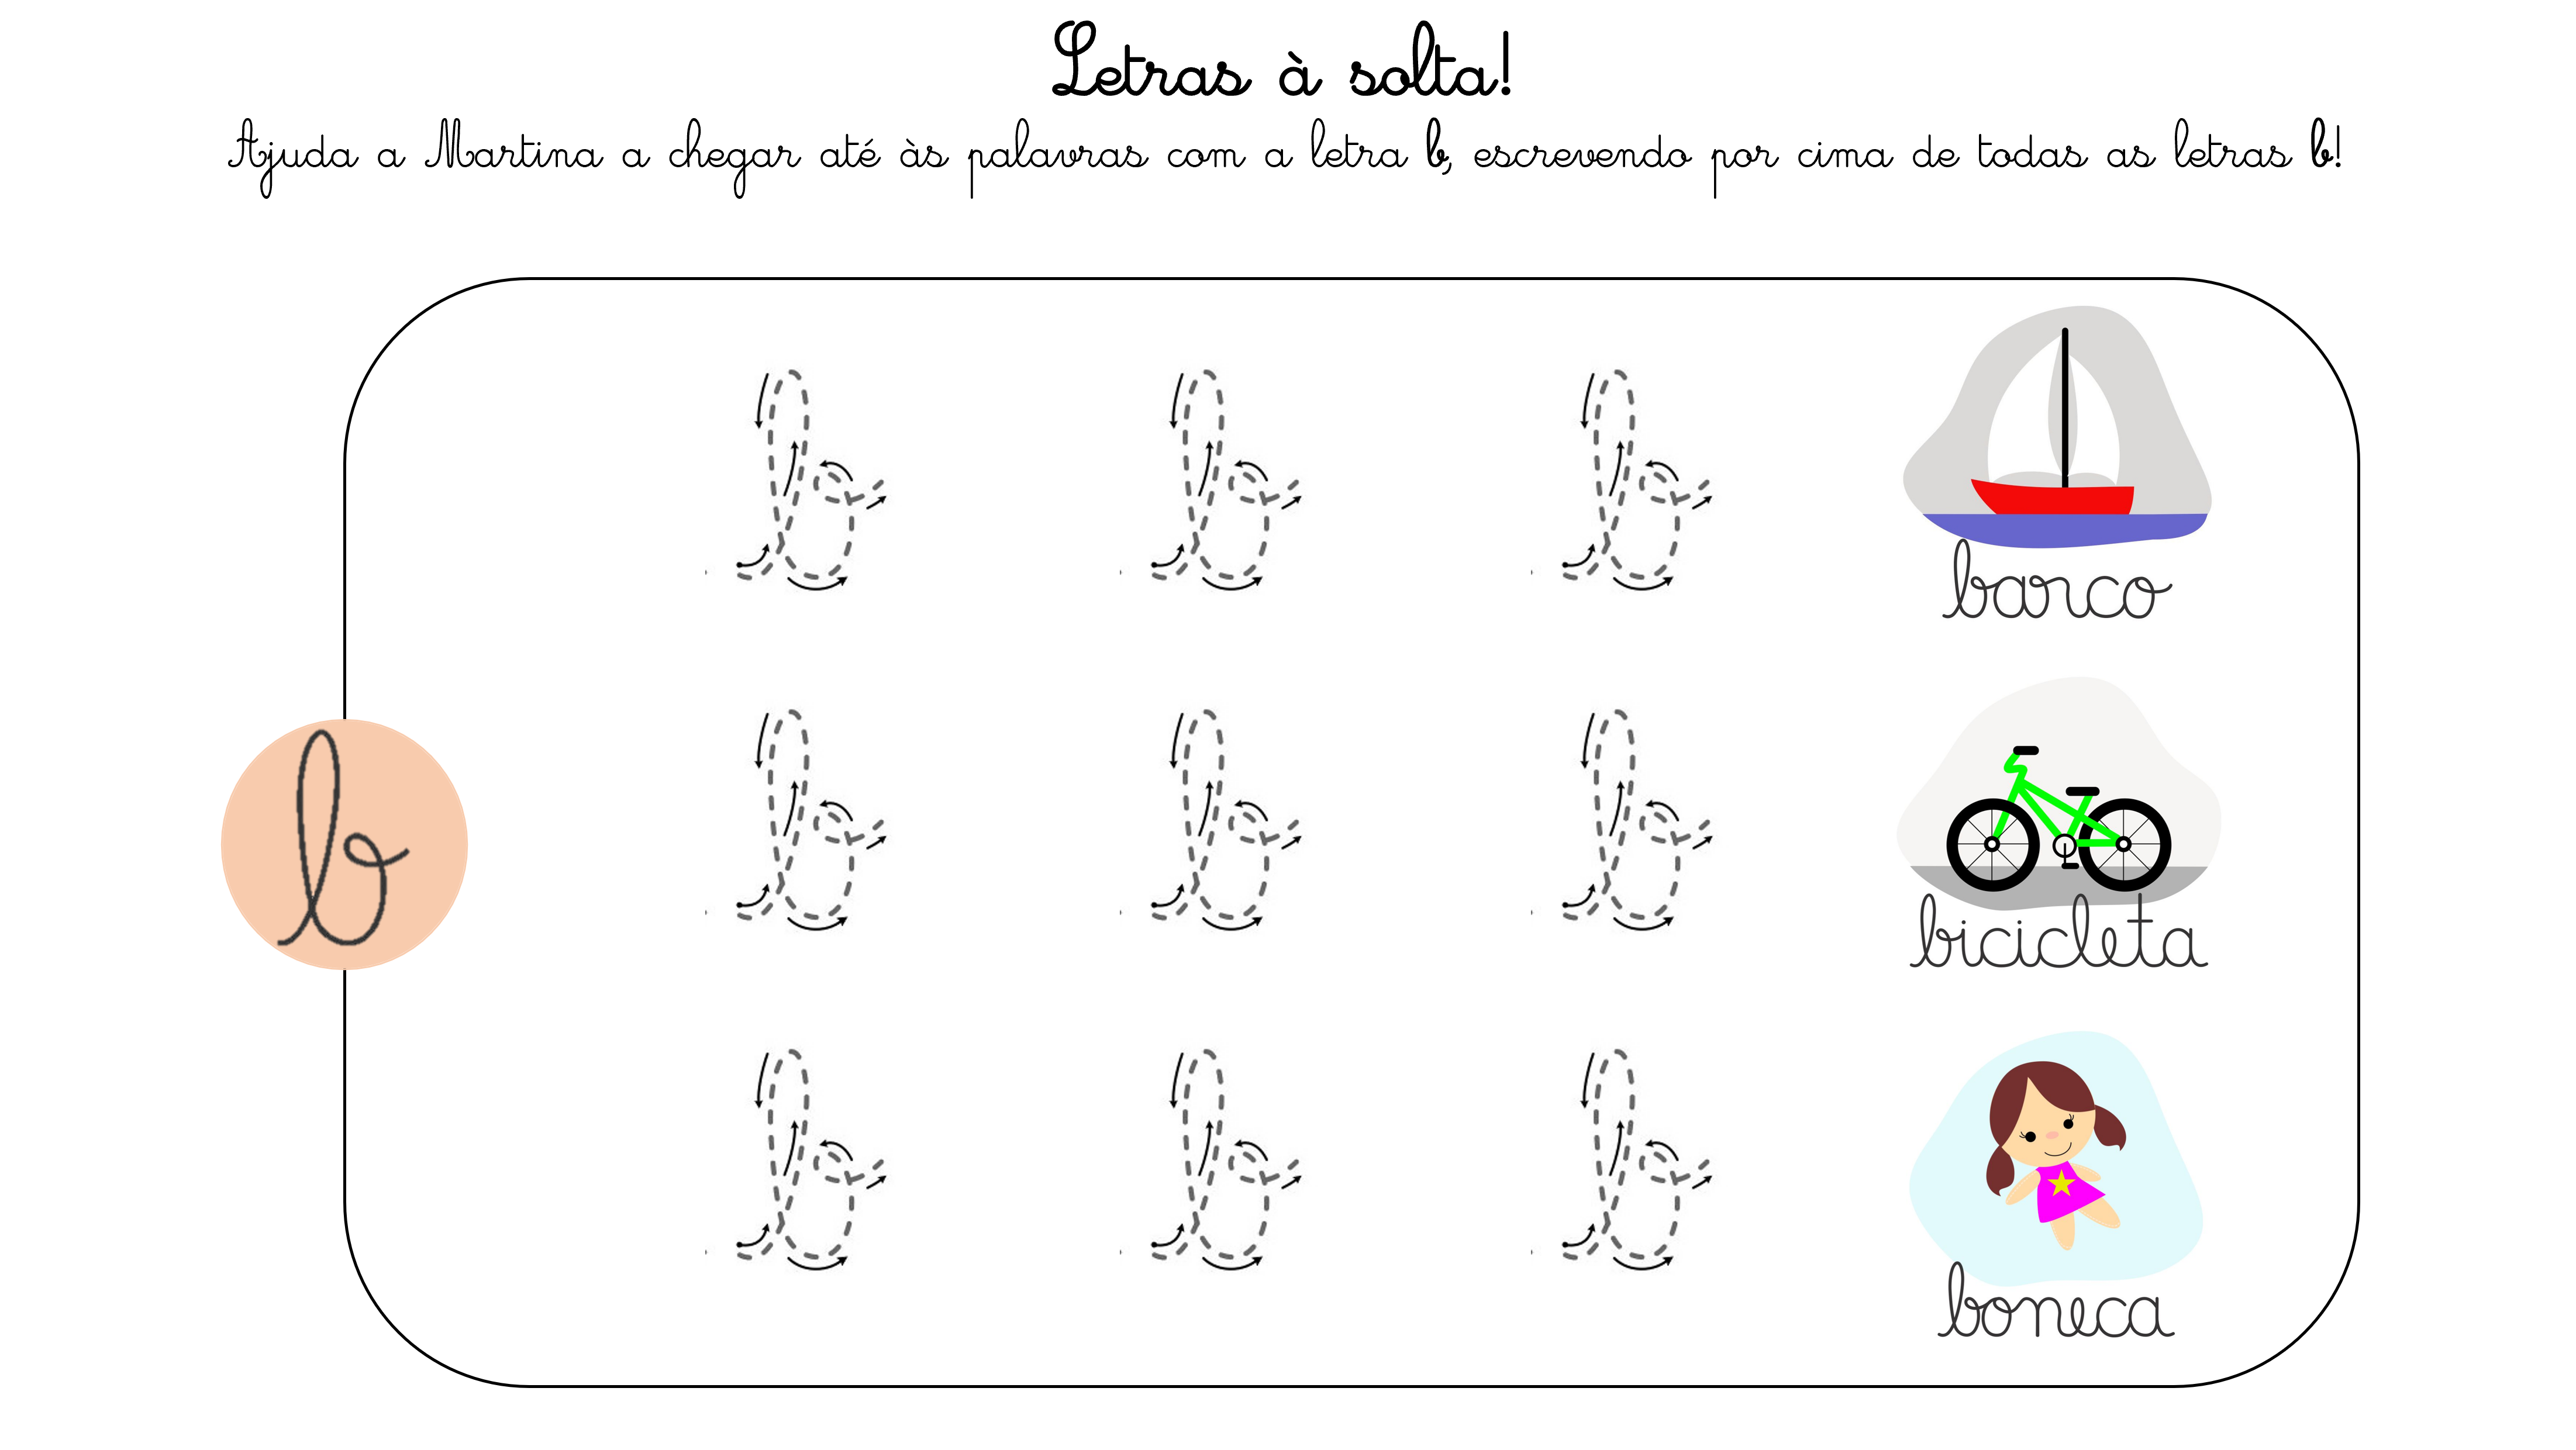 Letras à solta!
Ajuda a Martina a chegar até às palavras com a letra b, escrevendo por cima de todas as letras b!
b b b
barco
b
b b b
bicicleta
b b b
boneca